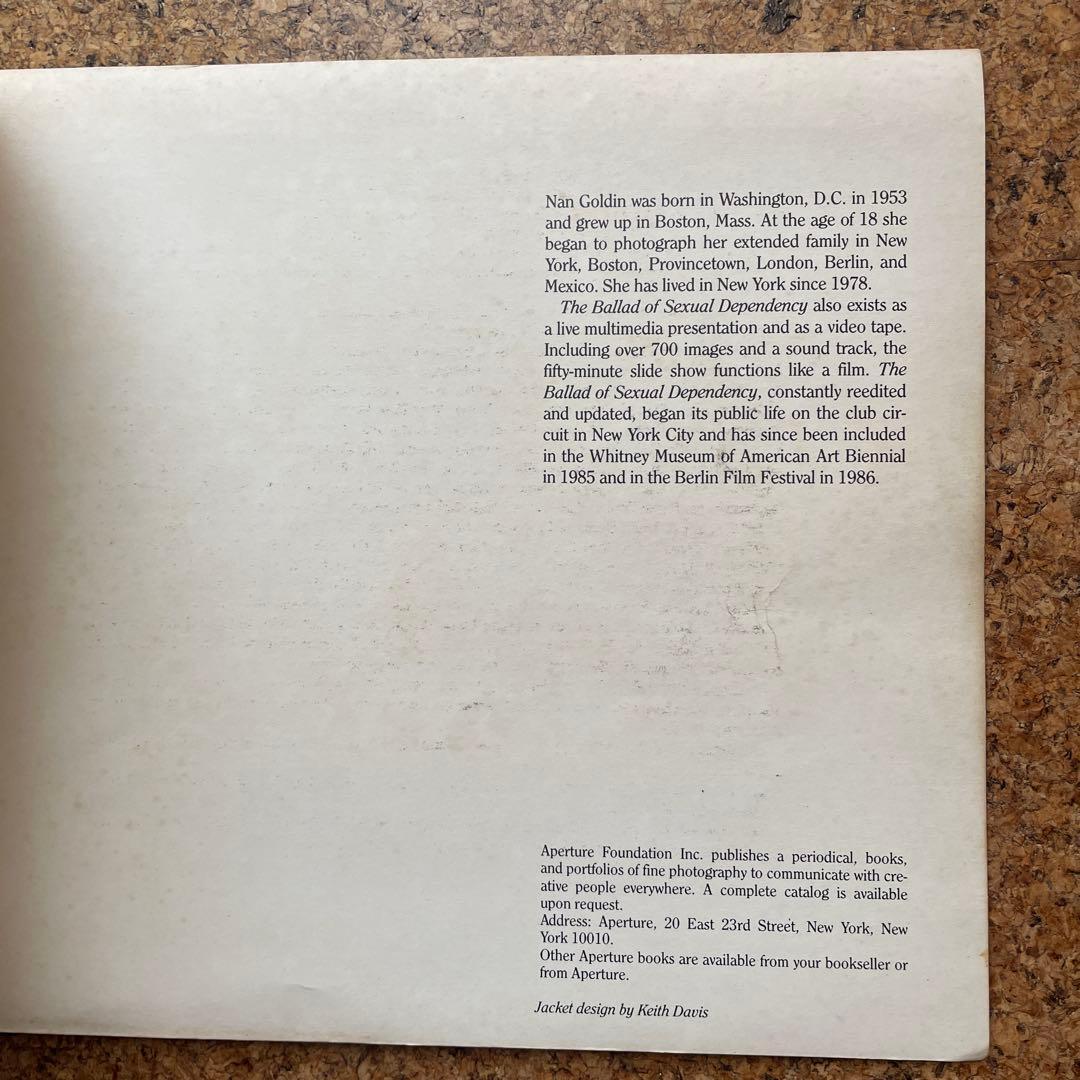 Nan Goldin was born in Washington, D.C. in 1953
and grew up in Boston, Mass. At the age of 18 she
began to photograph her extended family in New
York, Boston, Provincetown, London, Berlin, and
Mexico. She has lived in New York since 1978.
The Ballad of Sexual Dependency also exists as
a live multimedia presentation and as a video tape.
Including over 700 images and a sound track, the
fifty-minute slide show functions like a film. The
Ballad of Sexual Dependency, constantly reedited
and updated, began its public life on the club cir-
cuit in New York City and has since been included
in the Whitney Museum of American Art Biennial
in 1985 and in the Berlin Film Festival in 1986.
Aperture Foundation Inc. publishes a periodical, books,
and portfolios of fine photography to communicate with cre-
ative people everywhere. A complete catalog is available
upon request.
Address: Aperture, 20 East 23rd Street, New York, New
York 10010.
Other Aperture books are available from your bookseller or
from Aperture.
Jacket design by Keith Davis